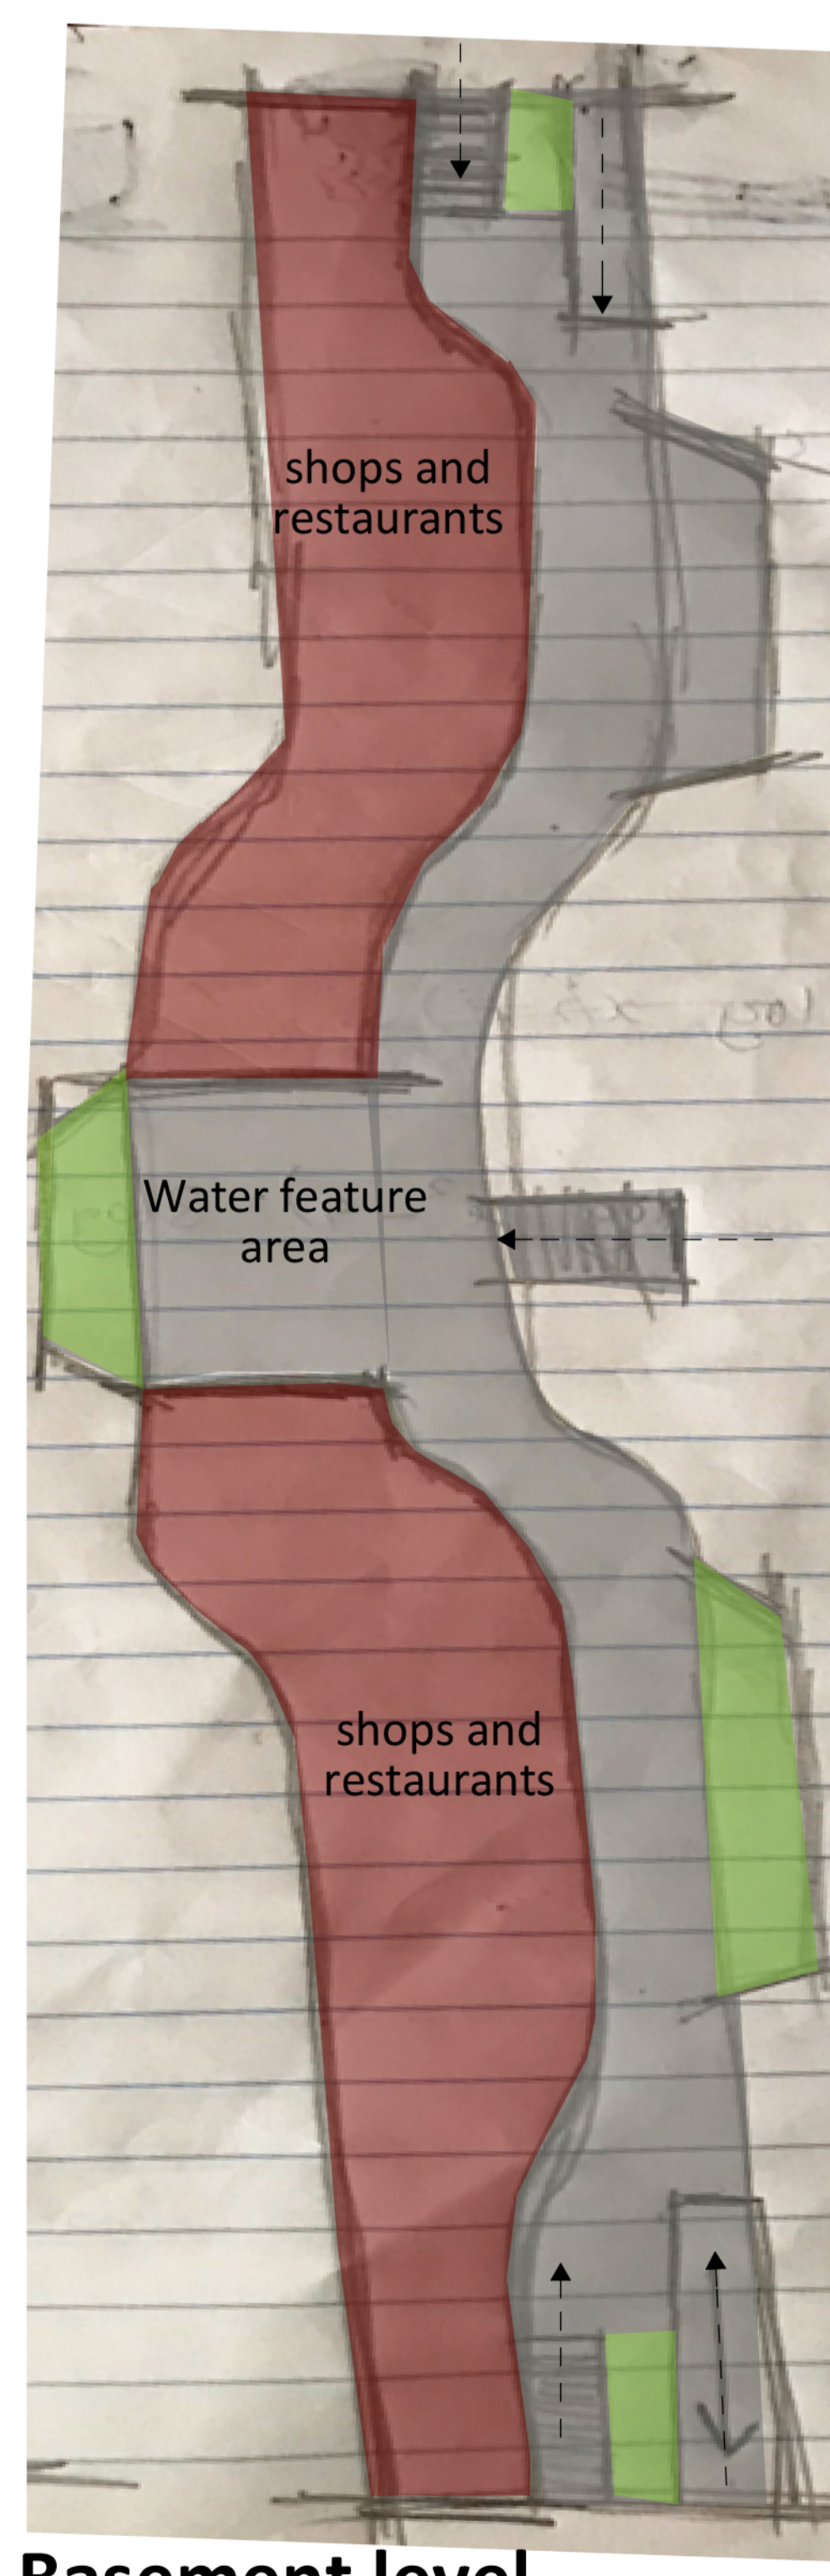 shops and
restaurants
Water feature
area
shops and
restaurants
Basement level